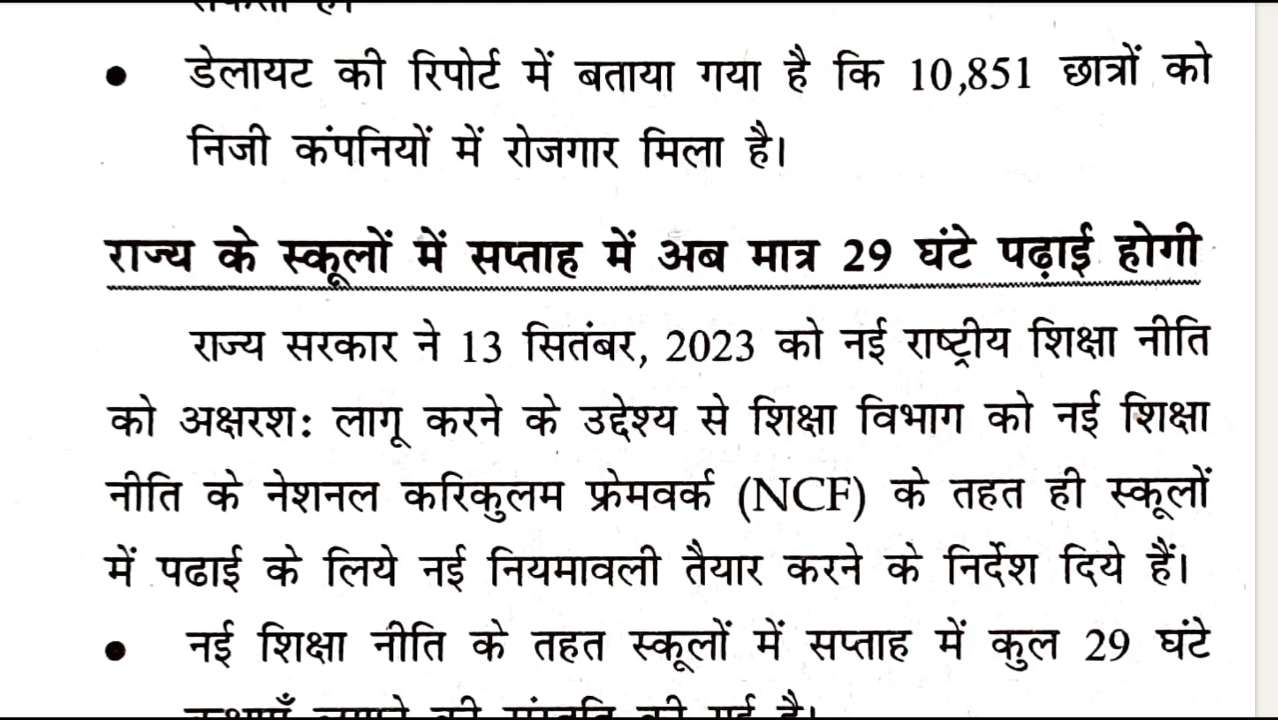 • डेलायट की रिपोर्ट में बताया गया है कि 10,851 छात्रों को
निजी कंपनियों में रोजगार मिला है।
राज्य के स्कूलों में सप्ताह में अब मात्र 29 घंटे पढ़ाई होगी
राज्य सरकार ने 13 सितंबर, 2023 को नई राष्ट्रीय शिक्षा नीति
को अक्षरश: लागू करने के उद्देश्य से शिक्षा विभाग को नई शिक्षा
नीति के नेशनल करिकुलम फ्रेमवर्क (NCF) के तहत ही स्कूलों
में पढाई के लिये नई नियमावली तैयार करने के निर्देश दिये हैं।
• नई शिक्षा नीति के तहत स्कूलों में सप्ताह में कुल 29 घंटे
की गई है।